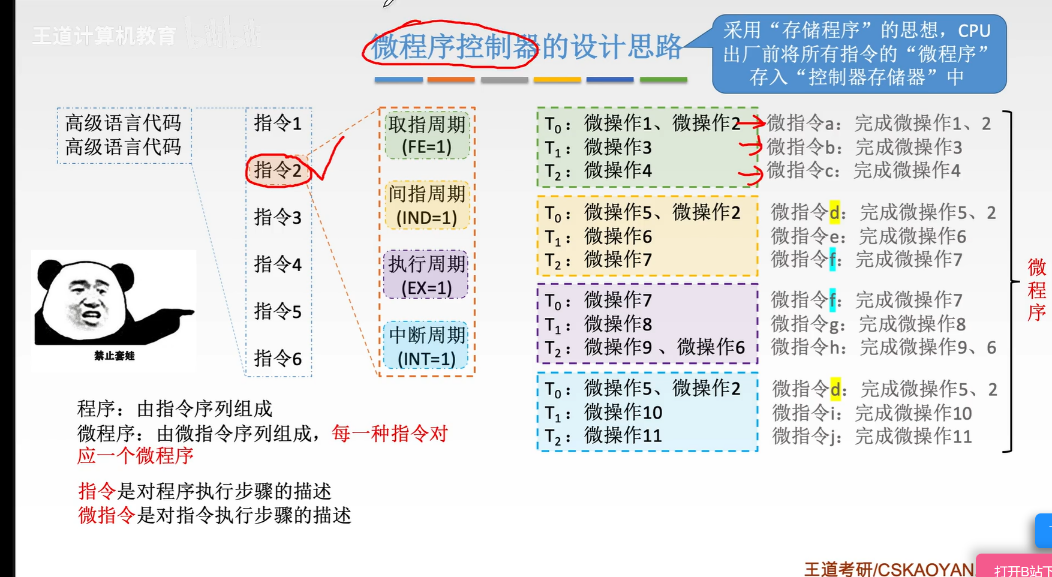 王道计算机教育
微程序控制器的设计思路
采用“存储程序”的思想，CPU
出厂前将所有指令的“微程序”
存入“控制器存储器”中
高级语言代码
高级语言代码
指令1
指令2
指令3
指令4
指令5
指令6
取指周期
(FE=1)
间指周期
(IND=1)
执行周期
(EX=1)
中断周期
(INT=1)
T₀：微操作1、微操作2
T₁：微操作3
T₂：微操作4
T₀：微操作5、微操作2
T₁：微操作6
T₂：微操作7
T₀：微操作7
T₁：微操作8
T₂：微操作9 、微操作6
T₀：微操作5、微操作2
T₁：微操作10
T₂：微操作11
微指令a：完成微操作1、2
微指令b：完成微操作3
微指令c：完成微操作4
微指令d：完成微操作5、2
微指令e：完成微操作6
微指令f：完成微操作7
微指令f：完成微操作7
微指令g：完成微操作8
微指令h：完成微操作9、6
微指令d：完成微操作5、2
微指令i：完成微操作10
微指令j：完成微操作11
微程序
禁止套娃
程序：由指令序列组成
微程序：由微指令序列组成，每一种指令对
应一个微程序
指令是对程序执行步骤的描述
微指令是对指令执行步骤的描述
王道考研/CSKAOYAN
打开B站